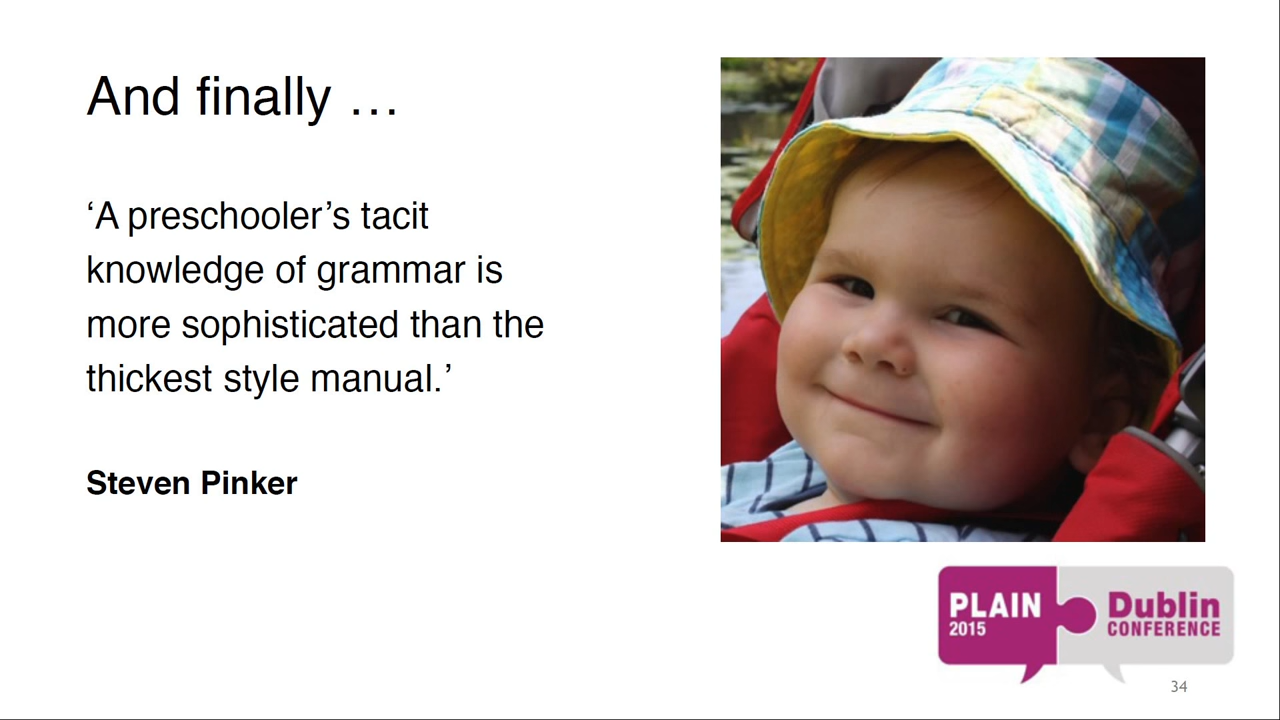 And finally …
‘A preschooler’s tacit
knowledge of grammar is
more sophisticated than the
thickest style manual.’
Steven Pinker
PLAIN
2015
Dublin
CONFERENCE
34